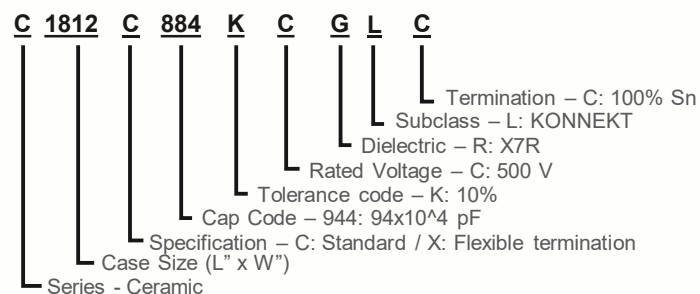 C 1812 C 884 K C G L C
Termination – C: 100% Sn
Subclass – L: KONNEKT
Dielectric – R: X7R
Rated Voltage – C: 500 V
Tolerance code – K: 10%
Cap Code – 944: 94x10^4 pF
Specification – C: Standard / X: Flexible termination
Case Size (L” x W”)
Series - Ceramic